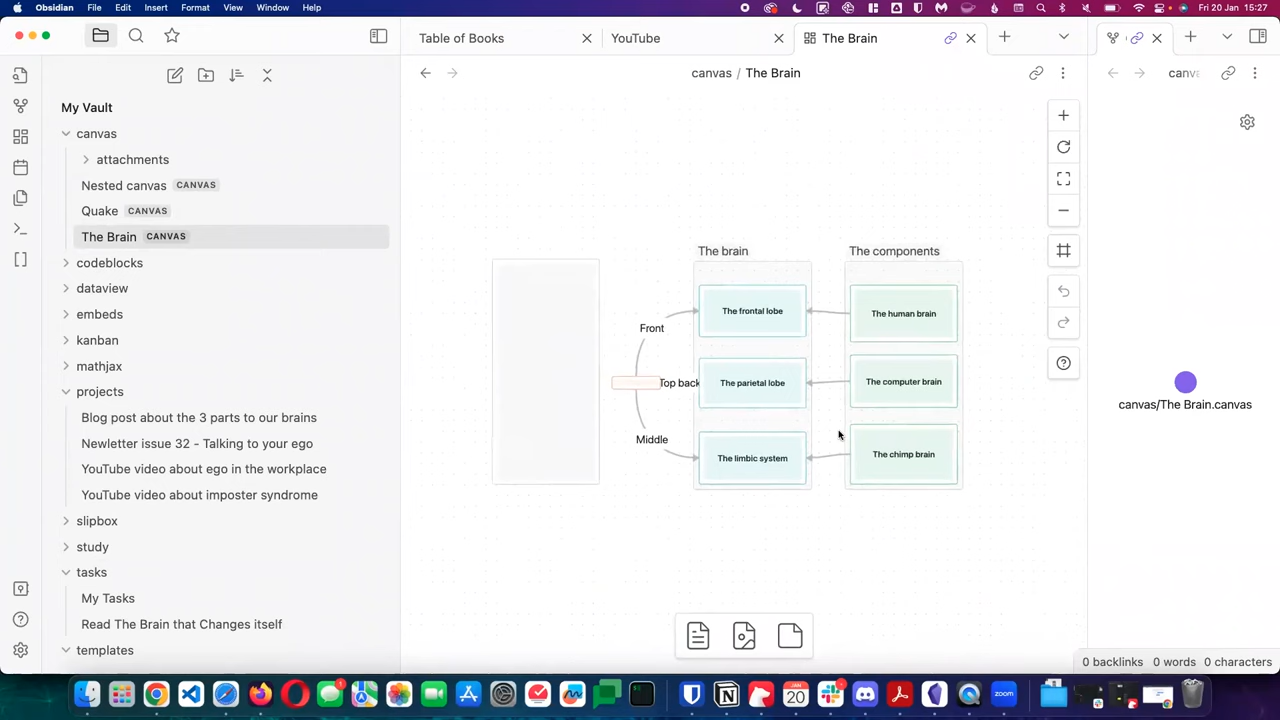 Obsidian File Edit Insert Format View Window Help Fri 20 Jan 15:27
Table of Books
YouTube
The Brain
canvas / The Brain
My Vault
canvas
attachments
Nested canvas CANVAS
Quake CANVAS
The Brain CANVAS
codeblocks
dataview
embeds
kanban
mathjax
projects
Blog post about the 3 parts to our brains
Newletter issue 32 - Talking to your ego
YouTube video about ego in the workplace
YouTube video about imposter syndrome
slipbox
study
tasks
My Tasks
Read The Brain that Changes itself
templates
The brain
The components
The frontal lobe
The human brain
Front
Top back
The parietal lobe
The computer brain
Middle
The limbic system
The chimp brain
canva
canvas/The Brain.canvas
0 backlinks 0 words 0 characters
JAN
20
zoom